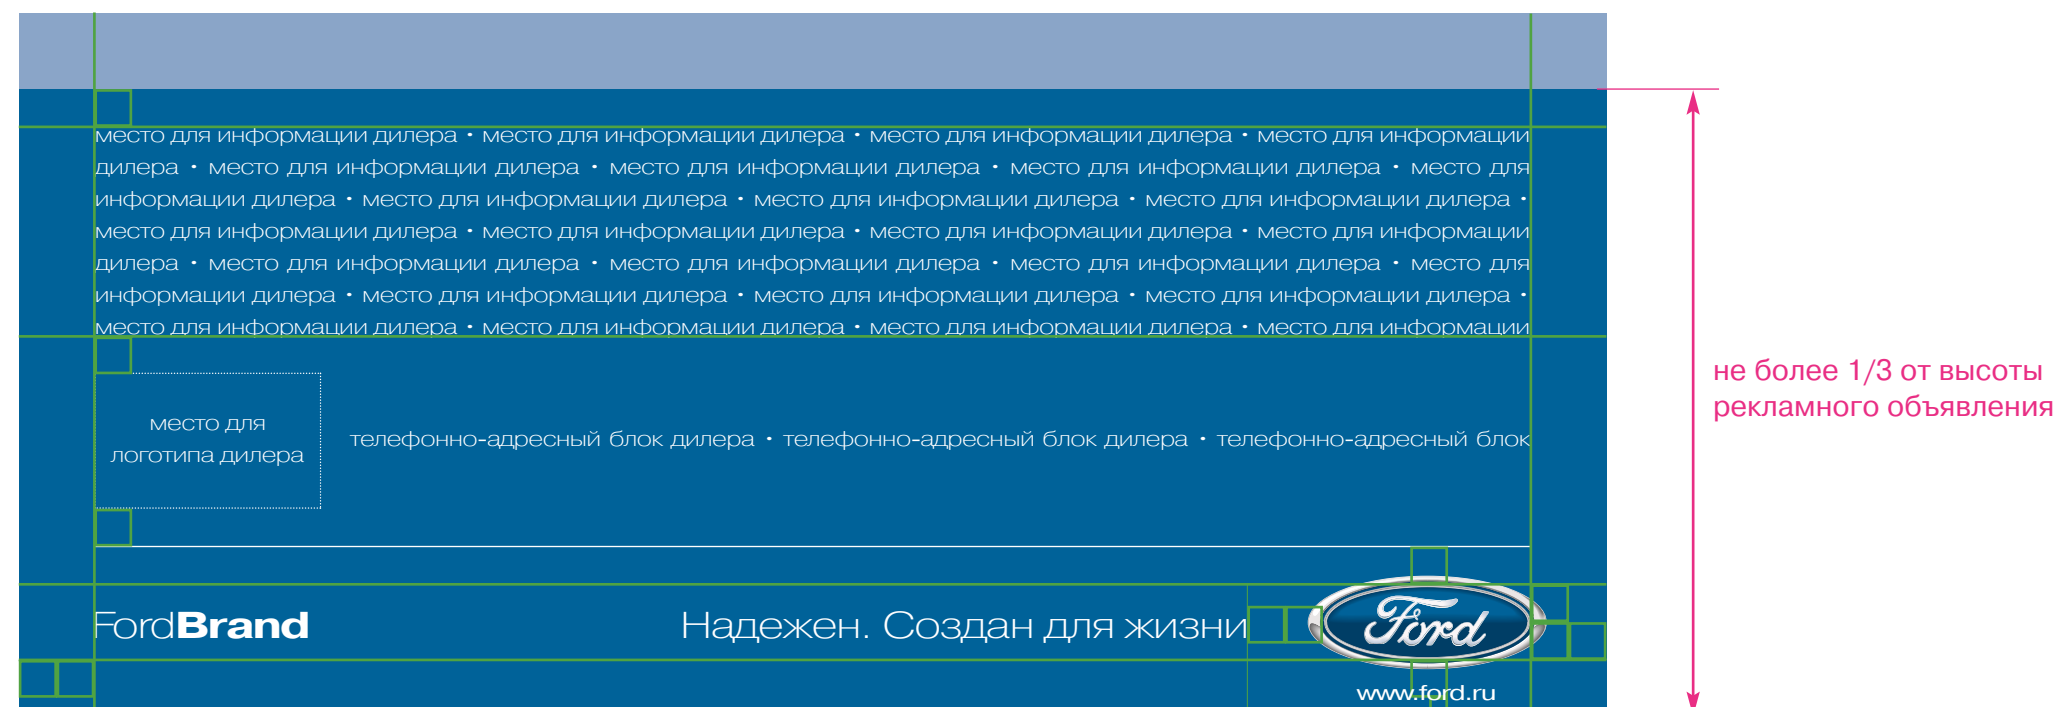 место для информации дилера • место для информации дилера • место для информации дилера • место для информации
дилера • место для информации дилера • место для информации дилера • место для информации дилера • место для
информации дилера • место для информации дилера • место для информации дилера • место для информации дилера •
место для информации дилера • место для информации дилера • место для информации дилера • место для информации
дилера • место для информации дилера • место для информации дилера • место для информации дилера • место для
информации дилера • место для информации дилера • место для информации дилера • место для информации дилера •
место для информации дилера • место для информации дилера • место для информации дилера • место для информации
не более 1/3 от высоты
рекламного объявления
место для
логотипа дилера
телефонно-адресный блок дилера • телефонно-адресный блок дилера • телефонно-адресный блок
FordBrand
Надежен. Создан для жизни
Ford
www.ford.ru